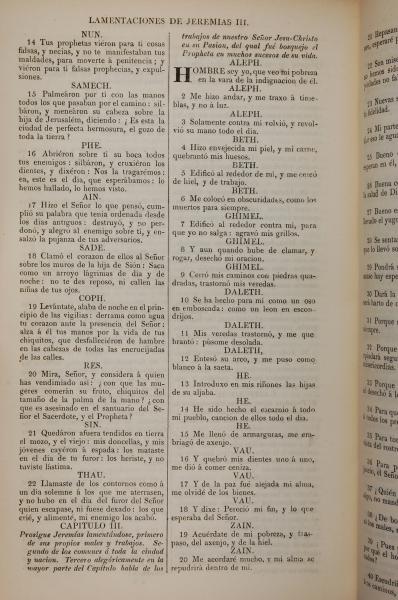 LAMENTACIONES DE JEREMIAS III.
NUN.
14 Tus prophetas viéron para ti cosas
falsas, y necias, y no te manifestaban tus
maldades, para moverte á penitencia; y
viéron para ti falsas prophecias, y expul-
siones.
SAMECH.
15 Palmeáron por ti con las manos
todos los que pasaban por el camino: sil-
báron, y meneáron su cabeza sobre la
hija de Jerusalém, diciendo: ¿Es esta la
ciudad de perfecta hermosura, el gozo de
toda la tierra?
PHE.
16 Abriéron sobre ti su boca todos
tus enemigos: silbáron, y cruxiéron los
dientes, y dixéron: Nos la tragarémos:
ea, este es el dia, que esperábamos: lo
hemos hallado, lo hemos visto.
AIN.
17 Hizo el Señor lo que pensó, cum-
plió su palabra que tenia ordenada desde
los dias antiguos: destruyó, y no per-
donó, y alegró al enemigo sobre ti, y en-
salzó la pujanza de tus adversarios.
SADE.
18 Clamó el corazon de ellos al Señor
sobre los muros de la hija de Sión: Saca
como un arroyo lágrimas de dia y de
noche: no te des reposo, ni callen las
niñas de tus ojos.
COPH.
19 Levántate, alaba de noche en el prin-
cipio de las vigilias: derrama como agua
tu corazon ante la presencia del Señor:
alza á él tus manos por la vida de tus
chiquitos, que desfalleciéron de hambre
en las cabezas de todas las encrucijadas
de las calles.
RES.
20 Mira, Señor, y considera á quien
has vendimiado asi: ¿con que las mu-
geres comerán su fruto, chiquitos del
tamaño de la palma de la mano? ¿con
que es asesinado en el santuario del Se-
ñor el Sacerdote, y el Propheta?
SIN.
21 Quedáron afuera tendidos en tierra
el mozo, y el viejo: mis doncellas, y mis
jóvenes cayéron á espada: los mataste
en el dia de tu furor: los heriste, y no
tuviste lástima.
THAU.
22 Llamaste de los contornos como á
un dia solemne á los que me aterrasen,
y no hubo en el dia del furor del Señor
quien escapase, ni fuese dexado: los que
crié, y alimenté, mi enemigo los acabó.
CAPITULO III.
Prosigue Jeremías lamentándose, primero
de sus propios males y trabajos. Se-
gundo de los comunes á toda la ciudad
y nacion. Tercero alegóricamente en la
mayor parte del Capítulo habla de los
trabajos de nuestro Señor Jesu-Christo
en su Pasion, del qual fué bosquejo el
Propheta en muchos sucesos de su vida.
ALEPH.
HOMBRE soy yo, que veo mi pobreza
en la vara de la indignacion de él.
ALEPH.
2 Me hizo andar, y me traxo á tinie-
blas, y no á luz.
ALEPH.
3 Solamente contra mi volvió, y revol-
vió su mano todo el dia.
BETH.
4 Hizo envejecida mi piel, y mi carne,
quebrantó mis huesos.
BETH.
5 Edificó al rededor de mí, y me cercó
de hiel, y de trabajo.
BETH.
6 Me colocó en obscuridades, como los
muertos para siempre.
GHIMEL.
7 Edificó al rededor contra mí, para
que yo no salga: agravó mis grillos.
GHIMEL.
8 Y aun quando hube de clamar, y
rogar, desechó mi oracion.
GHIMEL.
9 Cerró mis caminos con piedras qua-
dradas, trastornó mis veredas.
DALETH.
10 Se ha hecho para mí como un oso
en emboscada: como un leon en escon-
drijos.
DALETH.
11 Mis veredas trastornó, y me que-
brantó: púsome desolada.
DALETH,
12 Entesó su arco, y me puso como
blanco á la saeta.
HE.
13 Introduxo en mis riñones las hijas
de su aljaba.
HE.
14 He sido hecho el escarnio á todo
mi pueblo, cancion de ellos todo el dia.
HE.
15 Me llenó de amarguras, me em-
briagó de axenjo.
VAU.
16 Y quebró mis dientes uno á uno,
me dió á comer ceniza.
VAU.
17 Y de la paz fué alejada mi alma,
me olvidé de los bienes.
VAU.
18 Y dixe: Pereció mi fin, y lo que
esperaba del Señor.
ZAIN.
19 Acuérdate de mi pobreza, y tras-
paso, del axenjo, y de la hiel.
ZAIN.
20 Me acordaré mucho, y mi alma se
repudrirá dentro de mí.